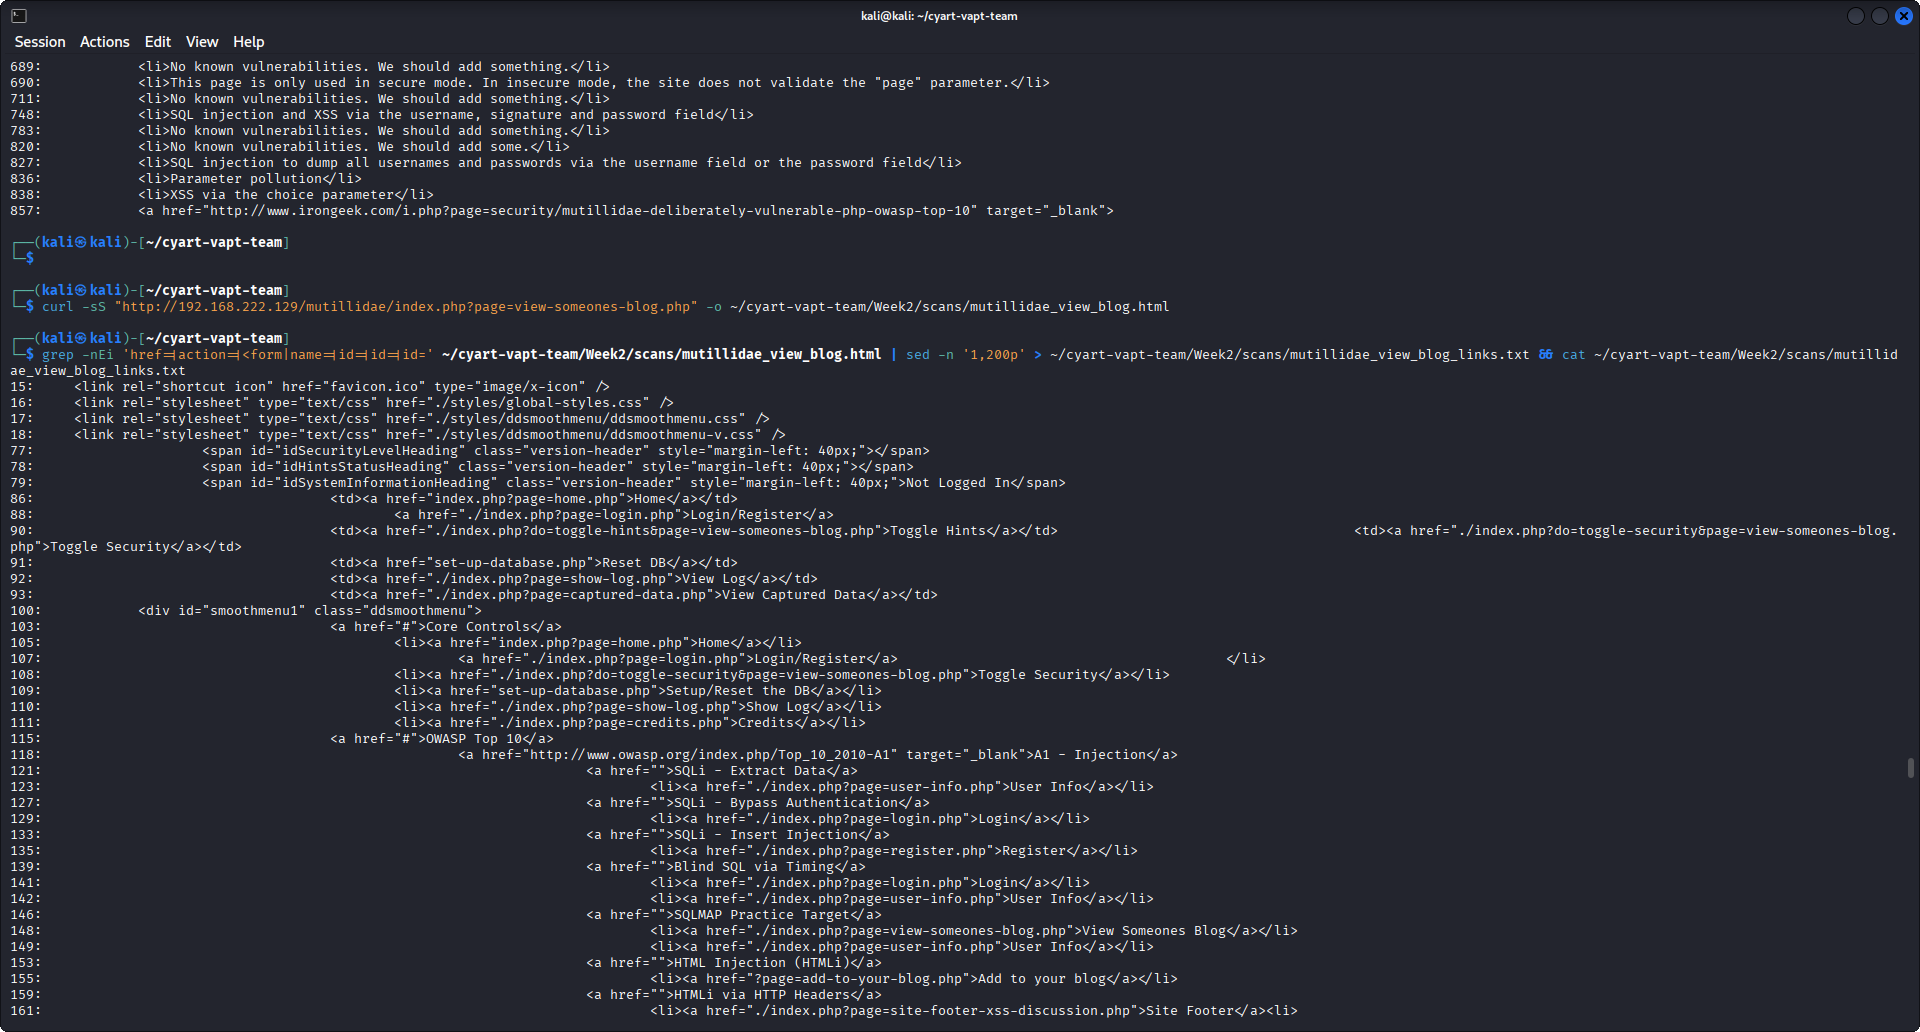 kali@kali: ~/cyart-vapt-team
Session Actions Edit View Help
689:            <li>No known vulnerabilities. We should add something.</li>
690:            <li>This page is only used in secure mode. In insecure mode, the site does not validate the "page" parameter.</li>
711:            <li>No known vulnerabilities. We should add something.</li>
748:            <li>SQL injection and XSS via the username, signature and password field</li>
783:            <li>No known vulnerabilities. We should add something.</li>
820:            <li>No known vulnerabilities. We should add some.</li>
827:            <li>SQL injection to dump all usernames and passwords via the username field or the password field</li>
836:            <li>Parameter pollution</li>
838:            <li>XSS via the choice parameter</li>
857:            <a href="http://www.irongeek.com/i.php?page=security/mutillidae-deliberately-vulnerable-php-owasp-top-10" target="_blank">
┌──(kali㉿kali)-[~/cyart-vapt-team]
└─$
┌──(kali㉿kali)-[~/cyart-vapt-team]
└─$ curl -sS "http://192.168.222.129/mutillidae/index.php?page=view-someones-blog.php" -o ~/cyart-vapt-team/Week2/scans/mutillidae_view_blog.html
┌──(kali㉿kali)-[~/cyart-vapt-team]
└─$ grep -nEi 'href=|action=|<form|name=|id=|id=|id=' ~/cyart-vapt-team/Week2/scans/mutillidae_view_blog.html | sed -n '1,200p' > ~/cyart-vapt-team/Week2/scans/mutillidae_view_blog_links.txt && cat ~/cyart-vapt-team/Week2/scans/mutillid
ae_view_blog_links.txt
15:     <link rel="shortcut icon" href="favicon.ico" type="image/x-icon" />
16:     <link rel="stylesheet" type="text/css" href="./styles/global-styles.css" />
17:     <link rel="stylesheet" type="text/css" href="./styles/ddsmoothmenu/ddsmoothmenu.css" />
18:     <link rel="stylesheet" type="text/css" href="./styles/ddsmoothmenu/ddsmoothmenu-v.css" />
77:                     <span id="idSecurityLevelHeading" class="version-header" style="margin-left: 40px;"></span>
78:                     <span id="idHintsStatusHeading" class="version-header" style="margin-left: 40px;"></span>
79:                     <span id="idSystemInformationHeading" class="version-header" style="margin-left: 40px;">Not Logged In</span>
86:                                     <td><a href="index.php?page=home.php">Home</a></td>
88:                                             <a href="./index.php?page=login.php">Login/Register</a>
90:                                     <td><a href="./index.php?do=toggle-hints&page=view-someones-blog.php">Toggle Hints</a></td>                                     <td><a href="./index.php?do=toggle-security&page=view-someones-blog.
php">Toggle Security</a></td>
91:                                     <td><a href="set-up-database.php">Reset DB</a></td>
92:                                     <td><a href="./index.php?page=show-log.php">View Log</a></td>
93:                                     <td><a href="./index.php?page=captured-data.php">View Captured Data</a></td>
100:            <div id="smoothmenu1" class="ddsmoothmenu">
103:                                    <a href="#">Core Controls</a>
105:                                            <li><a href="index.php?page=home.php">Home</a></li>
107:                                                    <a href="./index.php?page=login.php">Login/Register</a>                                         </li>
108:                                            <li><a href="./index.php?do=toggle-security&page=view-someones-blog.php">Toggle Security</a></li>
109:                                            <li><a href="set-up-database.php">Setup/Reset the DB</a></li>
110:                                            <li><a href="./index.php?page=show-log.php">Show Log</a></li>
111:                                            <li><a href="./index.php?page=credits.php">Credits</a></li>
115:                                    <a href="#">OWASP Top 10</a>
118:                                                    <a href="http://www.owasp.org/index.php/Top_10_2010-A1" target="_blank">A1 - Injection</a>
121:                                                                    <a href="">SQLi - Extract Data</a>
123:                                                                            <li><a href="./index.php?page=user-info.php">User Info</a></li>
127:                                                                    <a href="">SQLi - Bypass Authentication</a>
129:                                                                            <li><a href="./index.php?page=login.php">Login</a></li>
133:                                                                    <a href="">SQLi - Insert Injection</a>
135:                                                                            <li><a href="./index.php?page=register.php">Register</a></li>
139:                                                                    <a href="">Blind SQL via Timing</a>
141:                                                                            <li><a href="./index.php?page=login.php">Login</a></li>
142:                                                                            <li><a href="./index.php?page=user-info.php">User Info</a></li>
146:                                                                    <a href="">SQLMAP Practice Target</a>
148:                                                                            <li><a href="./index.php?page=view-someones-blog.php">View Someones Blog</a></li>
149:                                                                            <li><a href="./index.php?page=user-info.php">User Info</a></li>
153:                                                                    <a href="">HTML Injection (HTMLi)</a>
155:                                                                            <li><a href="?page=add-to-your-blog.php">Add to your blog</a></li>
159:                                                                    <a href="">HTMLi via HTTP Headers</a>
161:                                                                            <li><a href="./index.php?page=site-footer-xss-discussion.php">Site Footer</a><li>